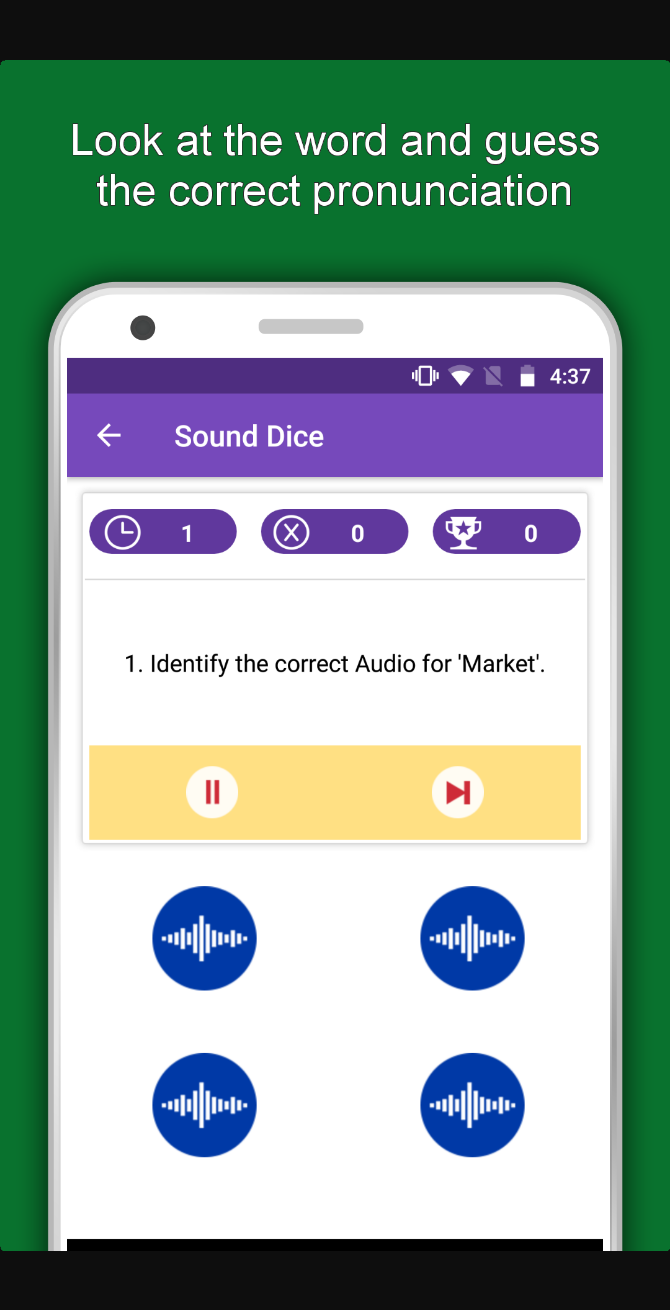 Look at the word and guess
the correct pronunciation
4:37
Sound Dice
1 0 0
1. Identify the correct Audio for 'Market'.